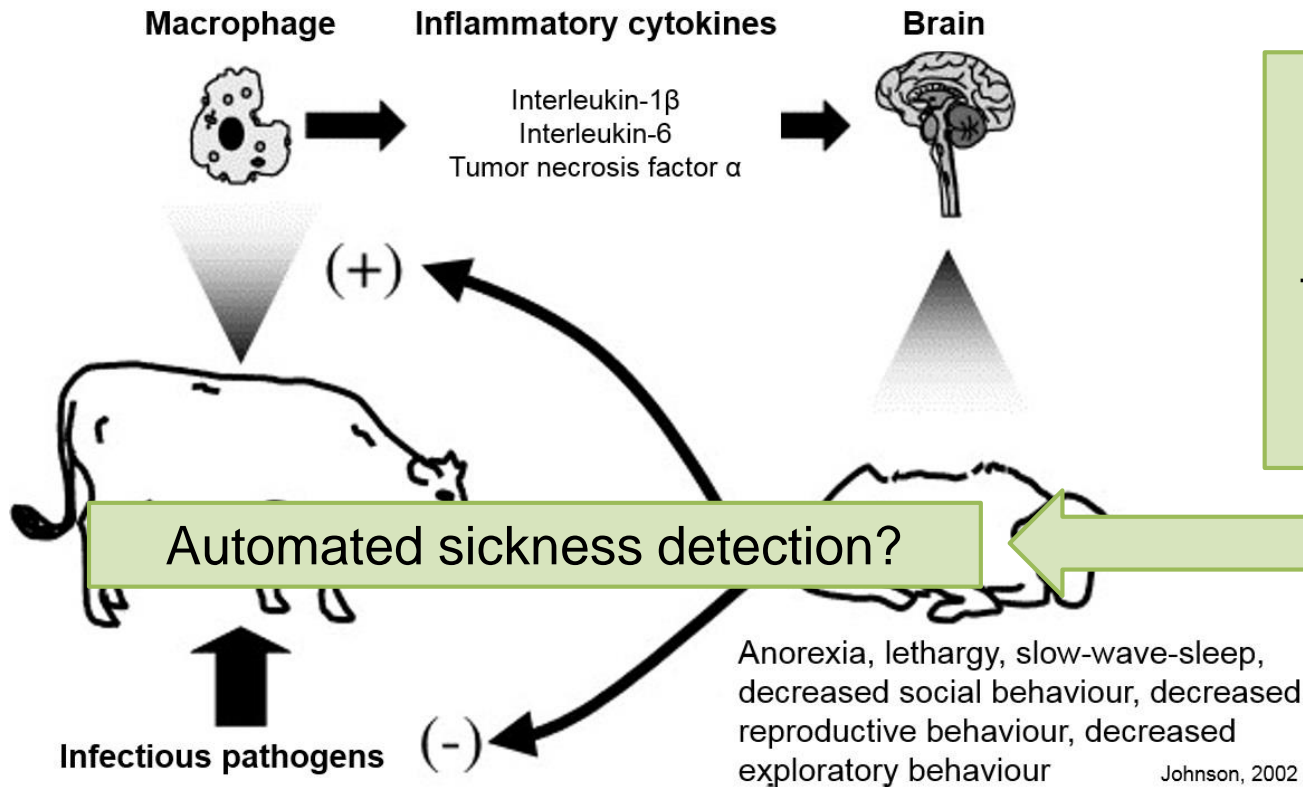 Macrophage
Inflammatory cytokines
Brain
Interleukin-1β
Interleukin-6
Tumor necrosis factor α
(+)
Automated sickness detection?
Infectious pathogens
(-)
Anorexia, lethargy, slow-wave-sleep,
decreased social behaviour, decreased
reproductive behaviour, decreased
exploratory behaviour
Johnson, 2002